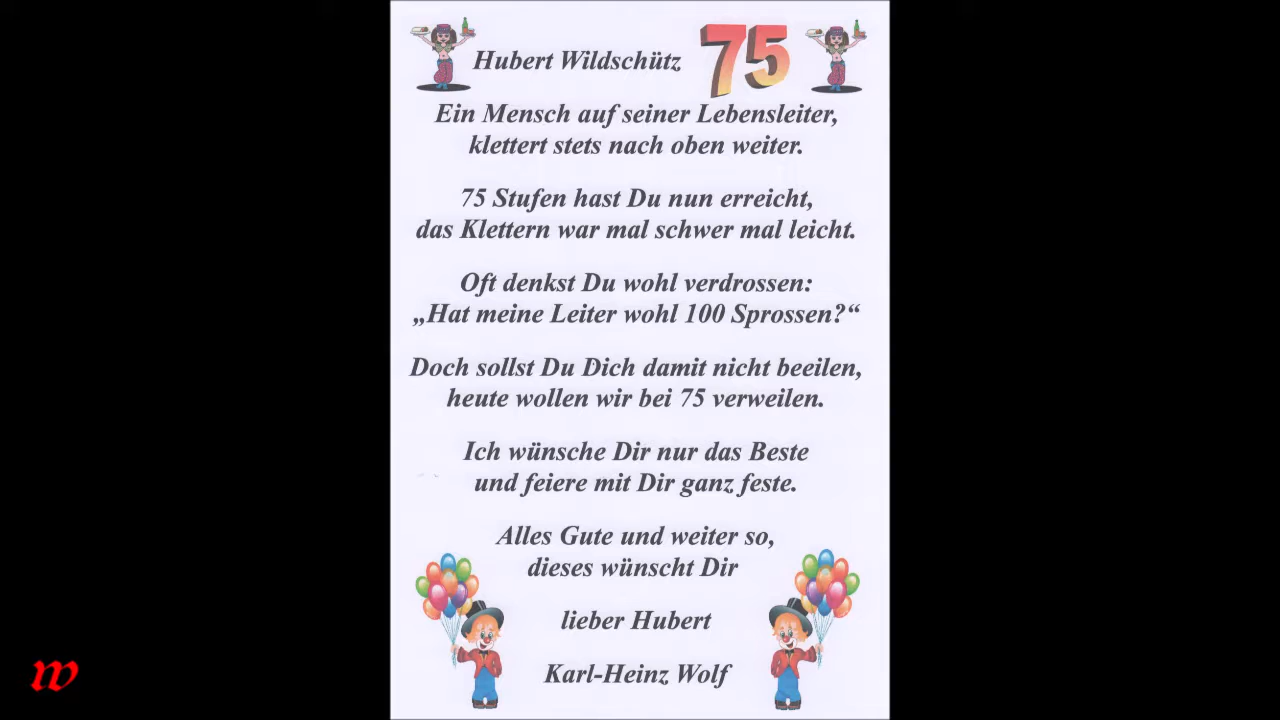 Hubert Wildschütz 75
Ein Mensch auf seiner Lebensleiter,
klettert stets nach oben weiter.
75 Stufen hast Du nun erreicht,
das Klettern war mal schwer mal leicht.
Oft denkst Du wohl verdrossen:
„Hat meine Leiter wohl 100 Sprossen?“
Doch sollst Du Dich damit nicht beeilen,
heute wollen wir bei 75 verweilen.
Ich wünsche Dir nur das Beste
und feiere mit Dir ganz feste.
Alles Gute und weiter so,
dieses wünscht Dir
lieber Hubert
Karl-Heinz Wolf
w